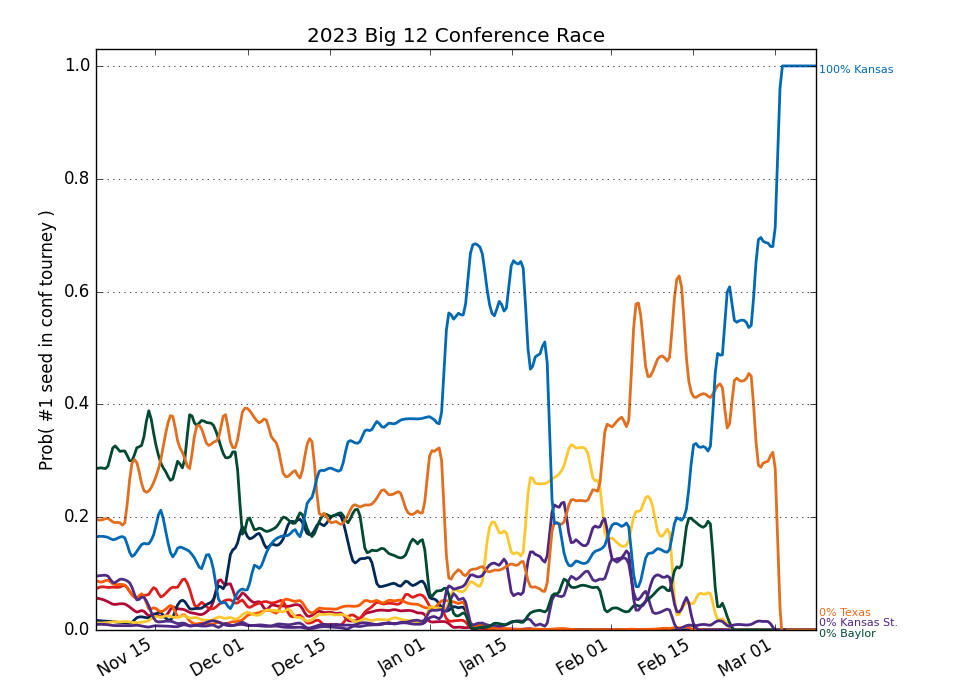 2023 Big 12 Conference Race
Prob( #1 seed in conf tourney )
1.0
0.8
0.6
0.4
0.2
0.0
Nov 15
Dec 01
Dec 15
Jan 01
Jan 15
Feb 01
Feb 15
Mar 01
100% Kansas
0% Texas
0% Kansas St.
0% Baylor